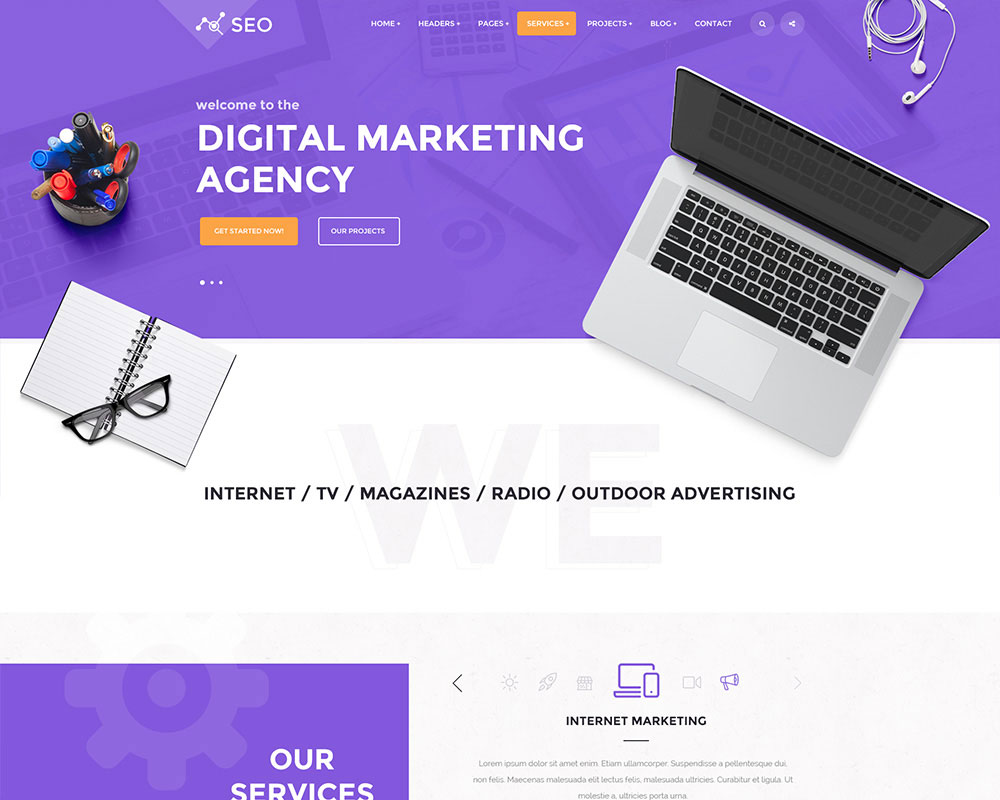 SEO
HOME +
HEADERS +
PAGES +
SERVICES +
PROJECTS +
BLOG +
CONTACT
welcome to the
DIGITAL MARKETING
AGENCY
GET STARTED NOW!
OUR PROJECTS
WE
INTERNET / TV / MAGAZINES / RADIO / OUTDOOR ADVERTISING
INTERNET MARKETING
OUR
SERVICES
Lorem ipsum dolor sit amet enim. Etiam ullamcorper. Suspendisse a pellentesque dui,
non felis. Maecenas malesuada elit lectus felis, malesuada ultricies. Curabitur et ligula. Ut
molestie a, ultricies porta urna.